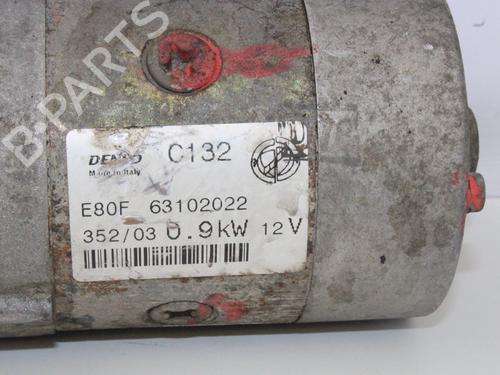 B-PARTS
DENSO C132
Made in Italy
E80F 63102022
352/03 0.9kW 12V